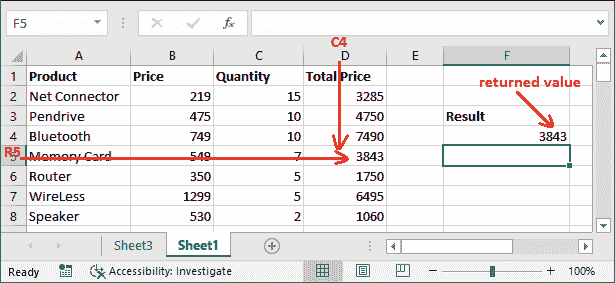 F5 fx
C4
A B C D E F
1 Product Price Quantity Total Price returned value
2 Net Connector 219 15 3285
3 Pendrive 475 10 4750 Result
4 Bluetooth 749 10 7490 3843
R5
5 Memory Card 549 7 3843
6 Router 350 5 1750
7 WireLess 1299 5 6495
8 Speaker 530 2 1060
Sheet3 Sheet1
Ready Accessibility: Investigate 100%